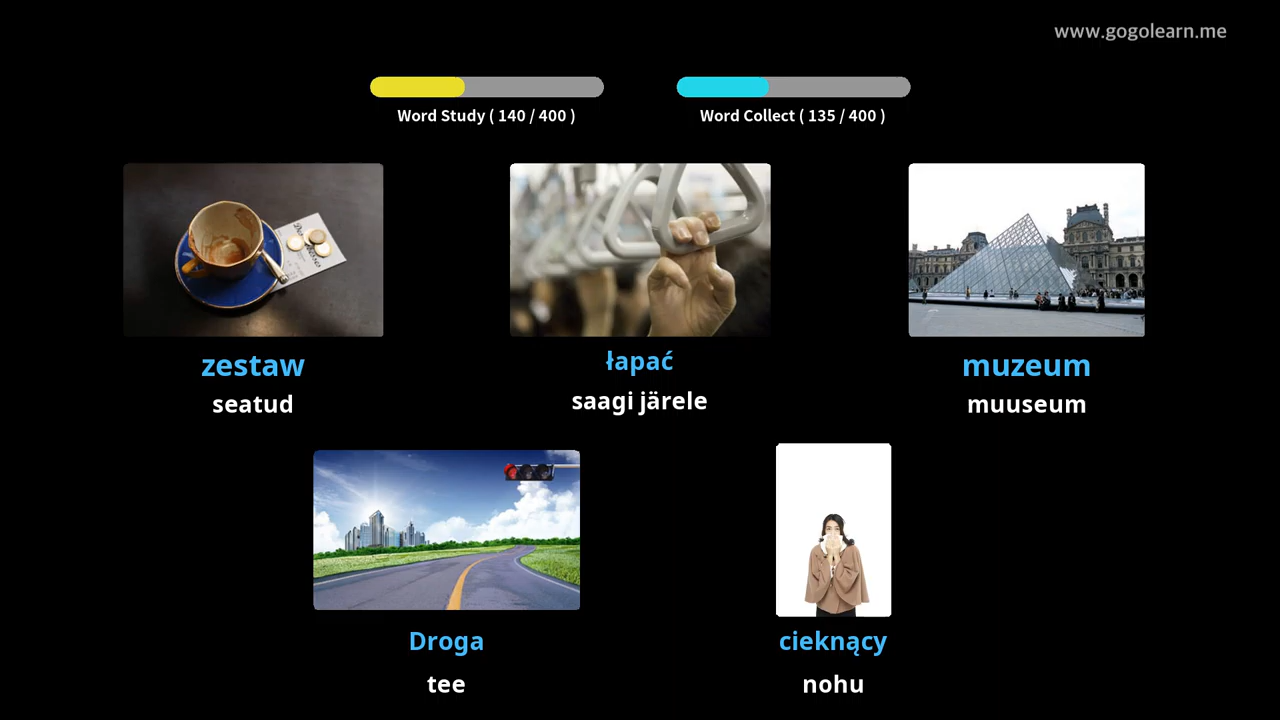 www.gogolearn.me
Word Study ( 140 / 400 )
Word Collect ( 135 / 400 )
zestaw
seatud
łapać
saagi järele
muzeum
muuseum
Droga
tee
cieknący
nohu